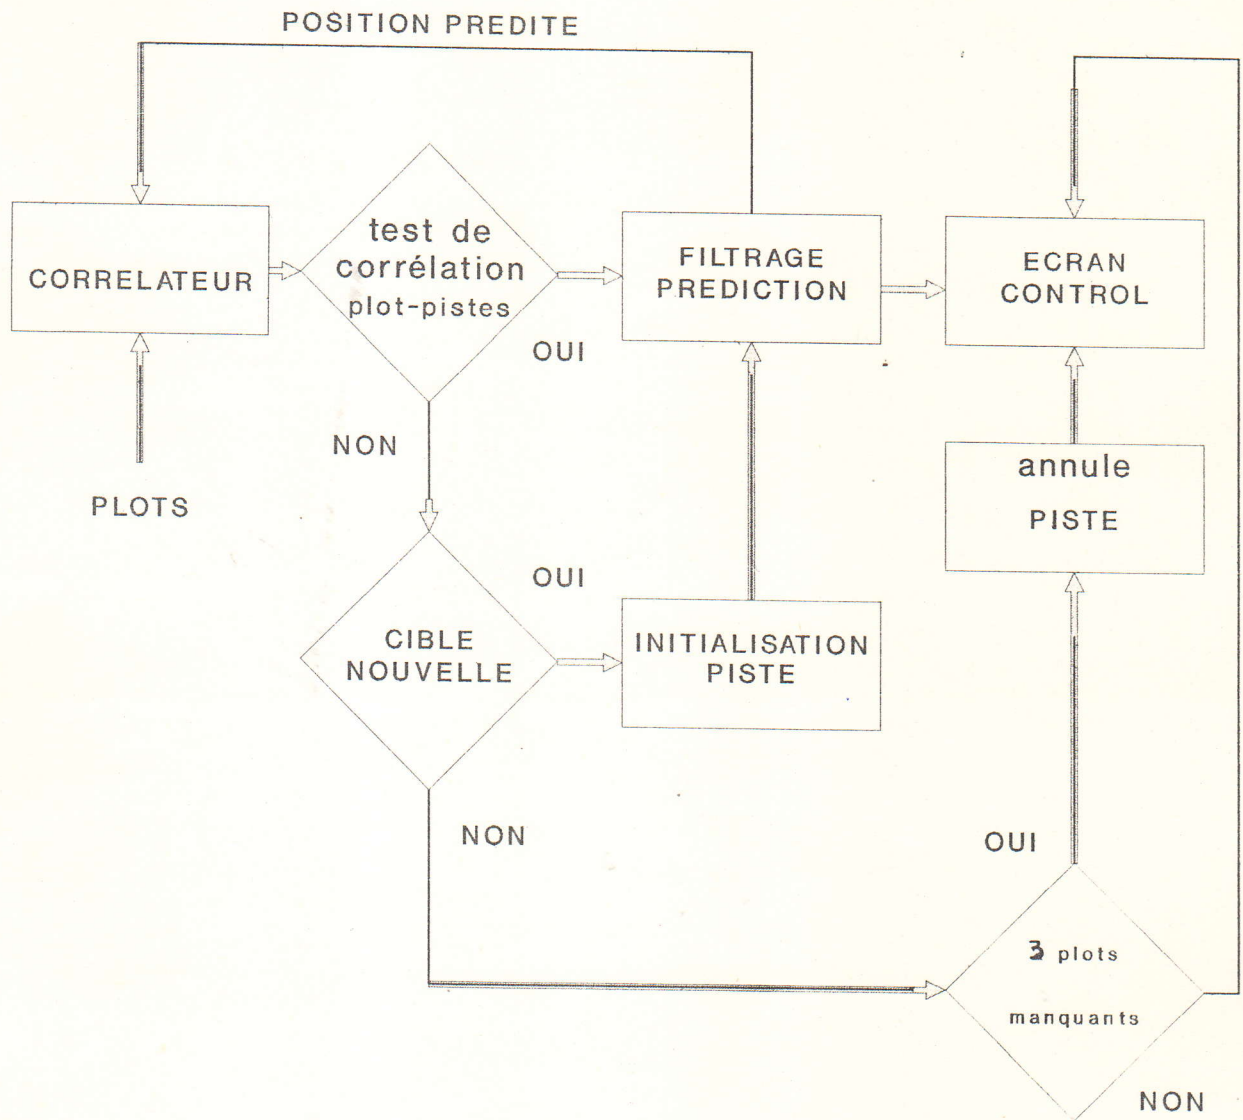 POSITION PREDITE
test de
corrélation
plot-pistes
CORRELATEUR
FILTRAGE
PREDICTION
ECRAN
CONTROL
OUI
NON
PLOTS
annule
PISTE
OUI
CIBLE
NOUVELLE
INITIALISATION
PISTE
NON
OUI
3 plots
manquants
NON